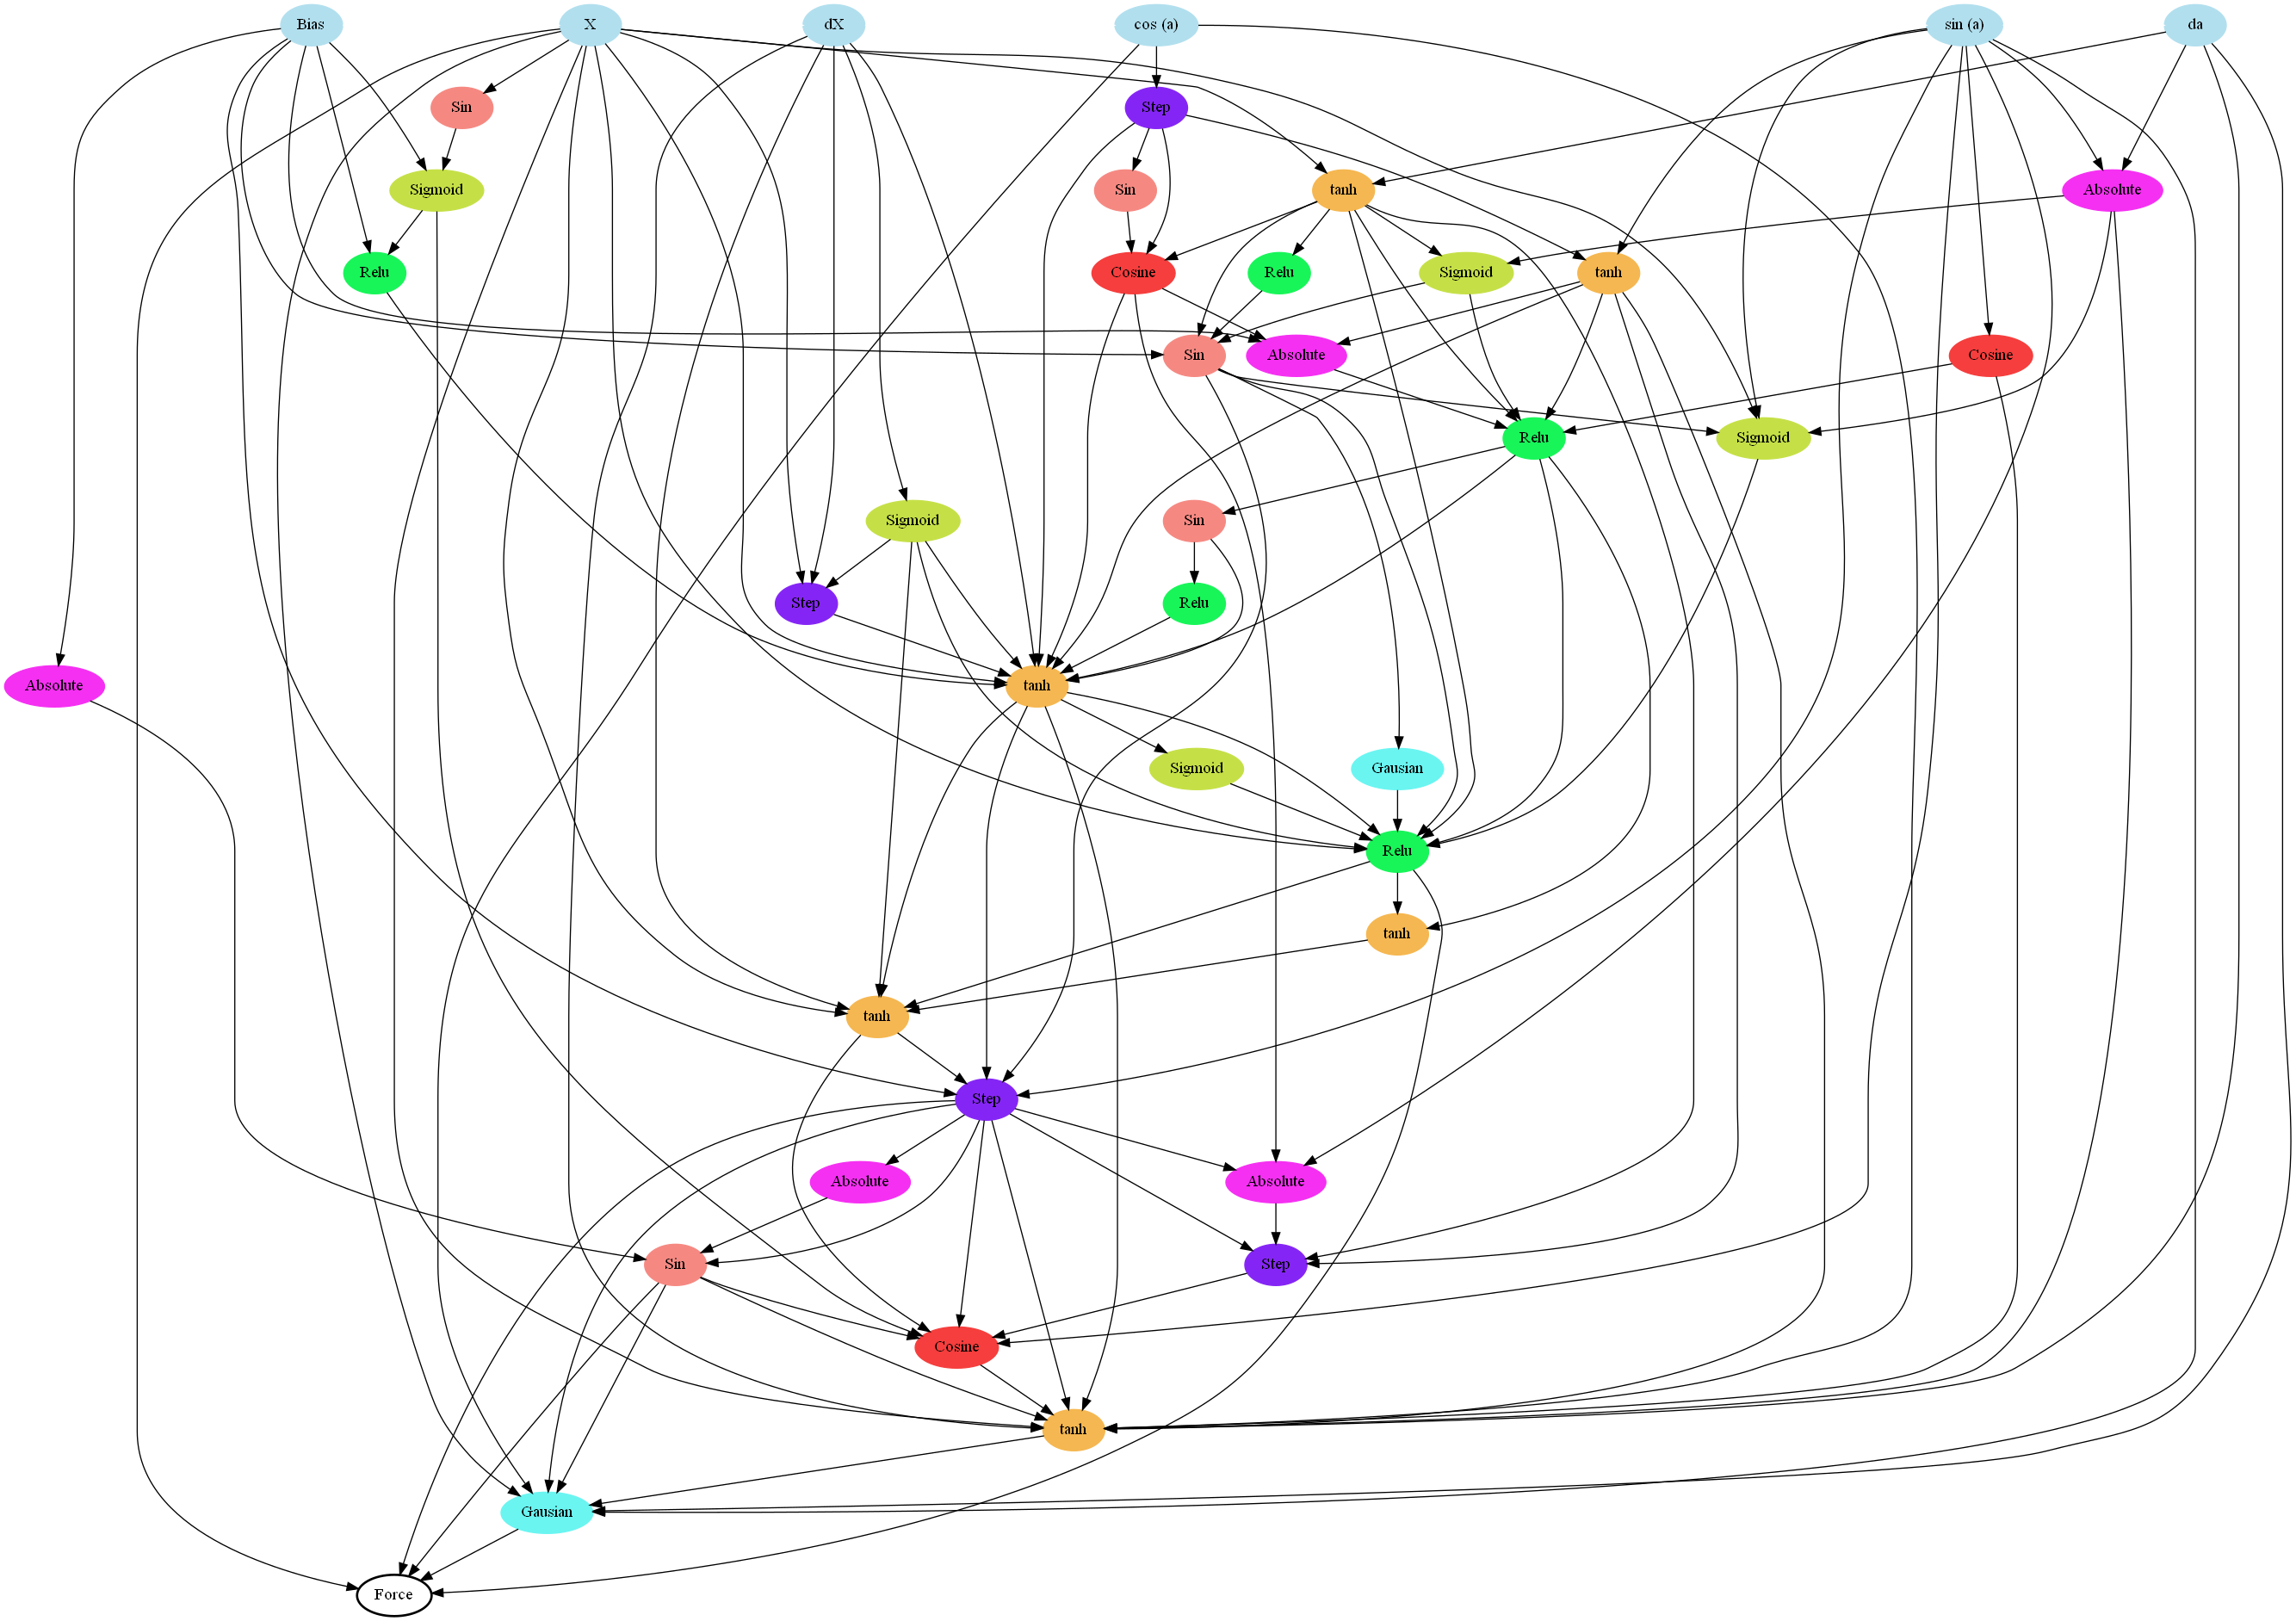 Bias X dX cos (a) sin (a) da
Sin Step
Sigmoid Sin tanh Absolute
Relu Cosine Relu Sigmoid tanh
Sin Absolute Cosine
Relu Sigmoid
Sigmoid Sin
Step Relu
Absolute tanh
Sigmoid Gausian
Relu
tanh
tanh
Step
Absolute Absolute
Sin Step
Cosine
tanh
Gausian
Force